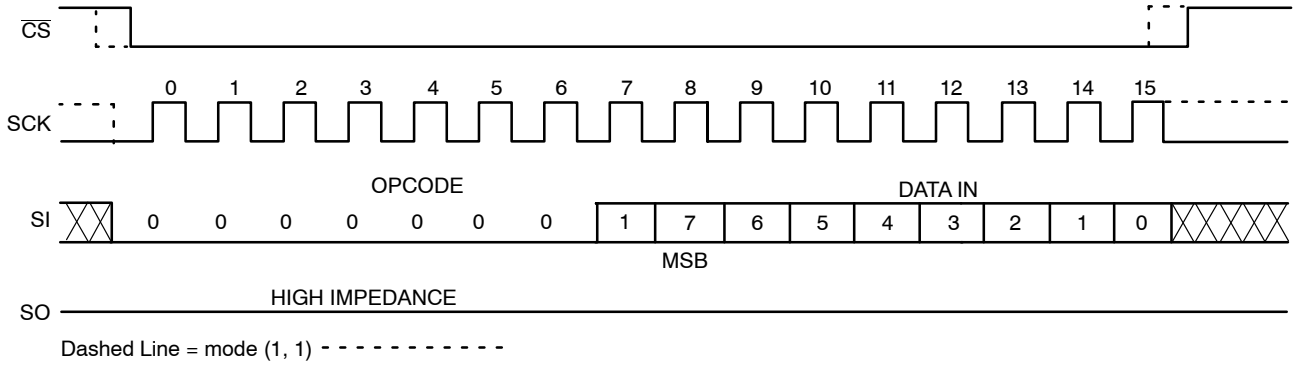 CS
0 1 2 3 4 5 6 7 8 9 10 11 12 13 14 15
SCK
OPCODE DATA IN
SI 0 0 0 0 0 0 0 1 7 6 5 4 3 2 1 0
MSB
HIGH IMPEDANCE
SO
Dashed Line = mode (1, 1)